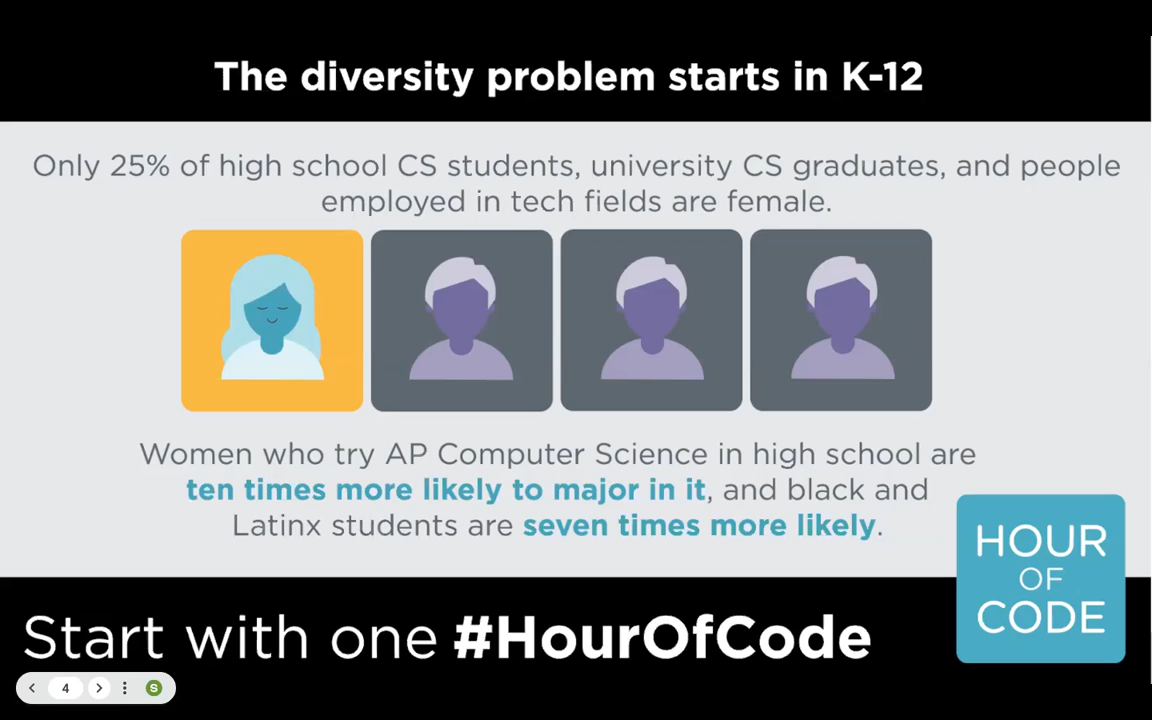 The diversity problem starts in K-12
Only 25% of high school CS students, university CS graduates, and people
employed in tech fields are female.
Women who try AP Computer Science in high school are
ten times more likely to major in it, and black and
Latinx students are seven times more likely.
HOUR
OF
CODE
Start with one #HourOfCode
4
S